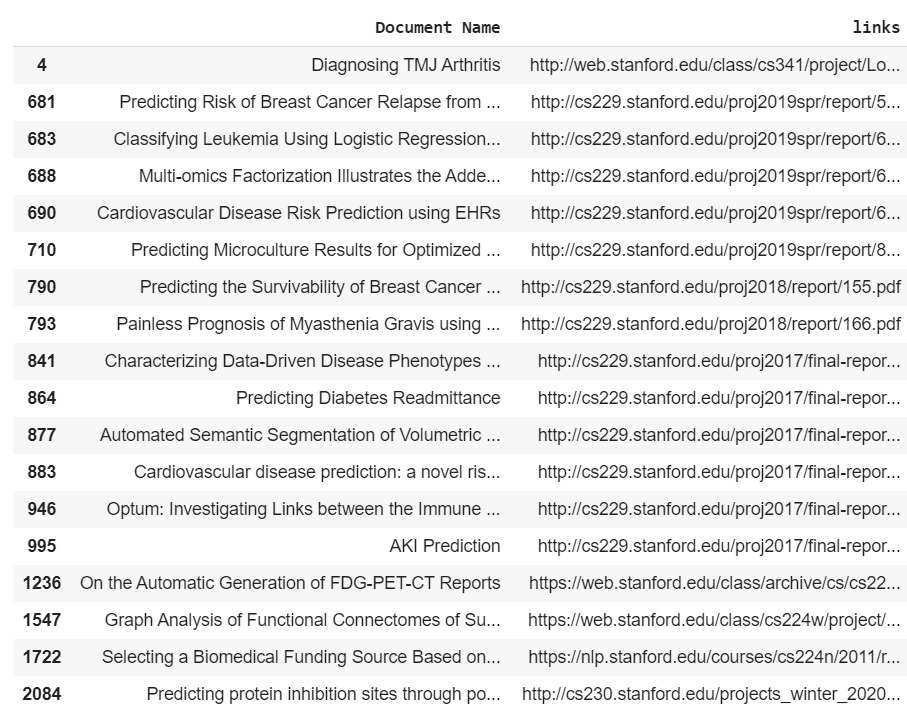 Document Name links
4 Diagnosing TMJ Arthritis http://web.stanford.edu/class/cs341/project/Lo...
681 Predicting Risk of Breast Cancer Relapse from ... http://cs229.stanford.edu/proj2019spr/report/5...
683 Classifying Leukemia Using Logistic Regression... http://cs229.stanford.edu/proj2019spr/report/6...
688 Multi-omics Factorization Illustrates the Adde... http://cs229.stanford.edu/proj2019spr/report/6...
690 Cardiovascular Disease Risk Prediction using EHRs http://cs229.stanford.edu/proj2019spr/report/6...
710 Predicting Microculture Results for Optimized ... http://cs229.stanford.edu/proj2019spr/report/8...
790 Predicting the Survivability of Breast Cancer ... http://cs229.stanford.edu/proj2018/report/155.pdf
793 Painless Prognosis of Myasthenia Gravis using ... http://cs229.stanford.edu/proj2018/report/166.pdf
841 Characterizing Data-Driven Disease Phenotypes ... http://cs229.stanford.edu/proj2017/final-repor...
864 Predicting Diabetes Readmittance http://cs229.stanford.edu/proj2017/final-repor...
877 Automated Semantic Segmentation of Volumetric ... http://cs229.stanford.edu/proj2017/final-repor...
883 Cardiovascular disease prediction: a novel ris... http://cs229.stanford.edu/proj2017/final-repor...
946 Optum: Investigating Links between the Immune ... http://cs229.stanford.edu/proj2017/final-repor...
995 AKI Prediction http://cs229.stanford.edu/proj2017/final-repor...
1236 On the Automatic Generation of FDG-PET-CT Reports https://web.stanford.edu/class/archive/cs/cs22...
1547 Graph Analysis of Functional Connectomes of Su... https://web.stanford.edu/class/cs224w/project/...
1722 Selecting a Biomedical Funding Source Based on... https://nlp.stanford.edu/courses/cs224n/2011/r...
2084 Predicting protein inhibition sites through po... http://cs230.stanford.edu/projects_winter_2020...